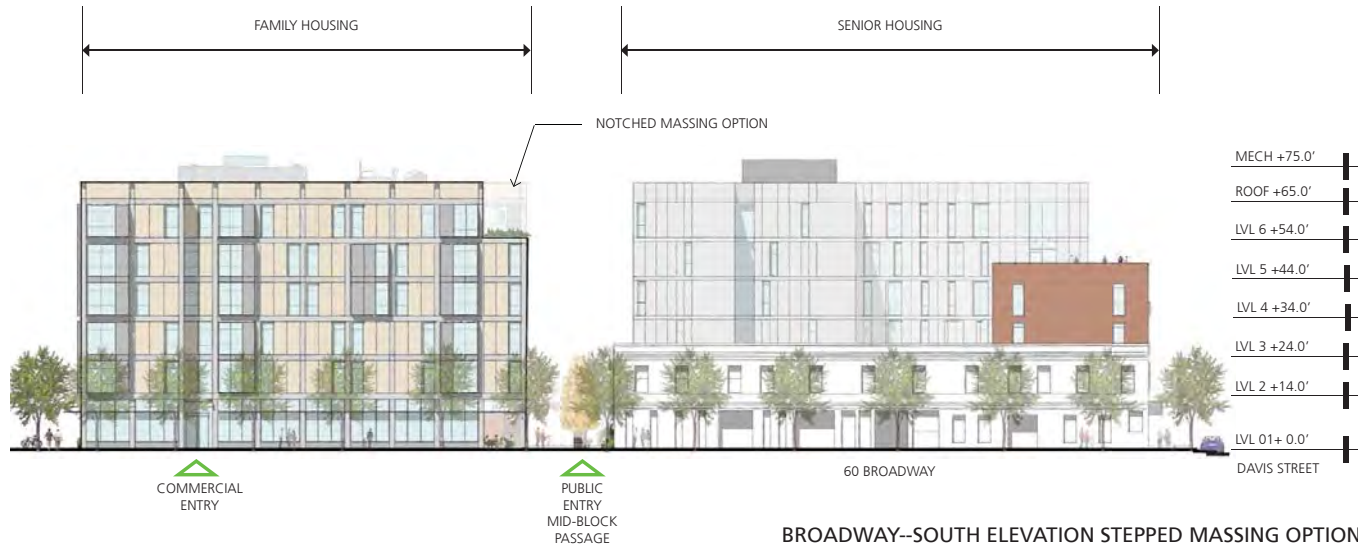 FAMILY HOUSING
SENIOR HOUSING
NOTCHED MASSING OPTION
MECH +75.0'
ROOF +65.0'
LVL 6 +54.0'
LVL 5 +44.0'
LVL 4 +34.0'
LVL 3 +24.0'
LVL 2 +14.0'
LVL 01+ 0.0'
DAVIS STREET
60 BROADWAY
COMMERCIAL
ENTRY
PUBLIC
ENTRY
MID-BLOCK
PASSAGE
BROADWAY--SOUTH ELEVATION STEPPED MASSING OPTION